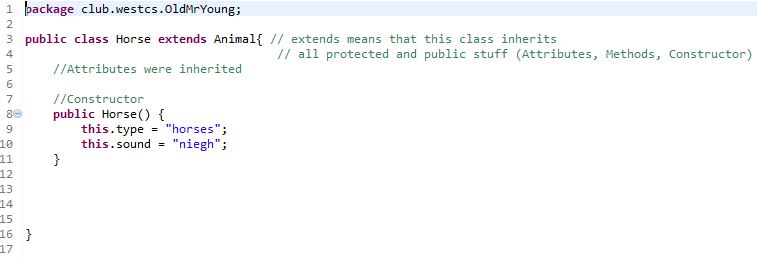 1 package club.westcs.OldMrYoung;
2
3 public class Horse extends Animal{ // extends means that this class inherits
4 // all protected and public stuff (Attributes, Methods, Constructor)
5 //Attributes were inherited
6
7 //Constructor
8 public Horse() {
9 this.type = "horses";
10 this.sound = "niegh";
11 }
12
13
14
15
16 }
17